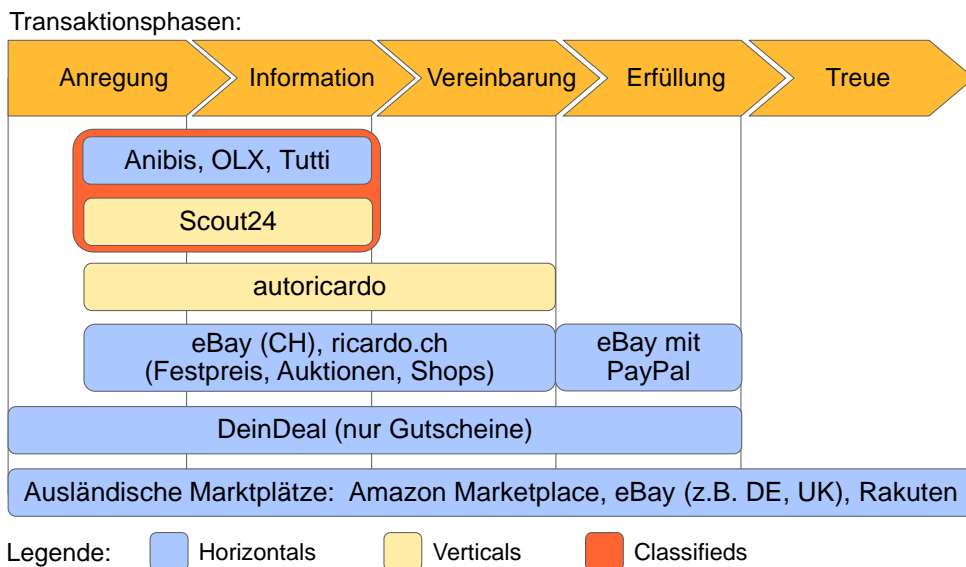 Transaktionsphasen:
Anregung Information Vereinbarung Erfüllung Treue
Anibis, OLX, Tutti
Scout24
autoricardo
eBay (CH), ricardo.ch
(Festpreis, Auktionen, Shops)
eBay mit
PayPal
DeinDeal (nur Gutscheine)
Ausländische Marktplätze: Amazon Marketplace, eBay (z.B. DE, UK), Rakuten
Legende: Horizontals Verticals Classifieds